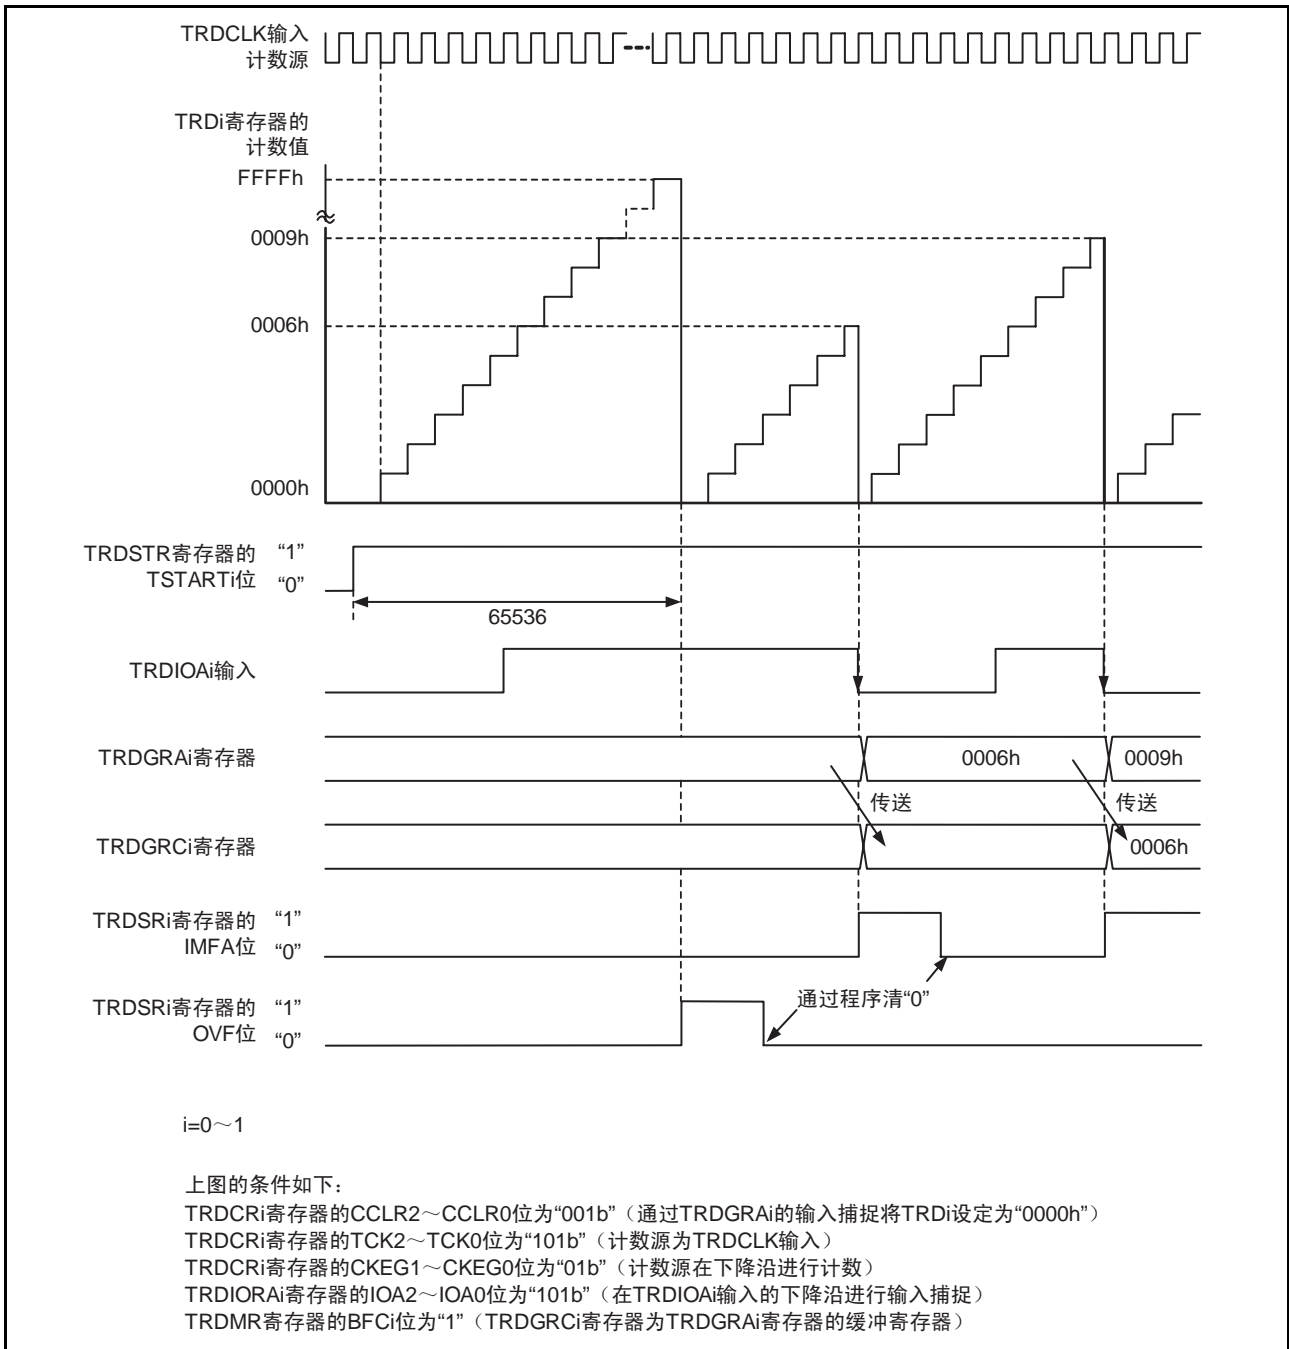 TRDCLK输入
计数源
TRDi寄存器的
计数值
FFFFh
0009h
0006h
0000h
TRDSTR寄存器的 “1”
TSTARTi位 “0”
65536
TRDIOAi输入
TRDGRAi寄存器 0006h 0009h
传送 传送
TRDGRCi寄存器 0006h
TRDSRi寄存器的 “1”
IMFA位 “0”
通过程序清“0”
TRDSRi寄存器的 “1”
OVF位 “0”
i=0～1
上图的条件如下：
TRDCRi寄存器的CCLR2～CCLR0位为“001b”（通过TRDGRAi的输入捕捉将TRDi设定为“0000h”）
TRDCRi寄存器的TCK2～TCK0位为“101b”（计数源为TRDCLK输入）
TRDCRi寄存器的CKEG1～CKEG0位为“01b”（计数源在下降沿进行计数）
TRDIORAi寄存器的IOA2～IOA0位为“101b”（在TRDIOAi输入的下降沿进行输入捕捉）
TRDMR寄存器的BFCi位为“1”（TRDGRCi寄存器为TRDGRAi寄存器的缓冲寄存器）